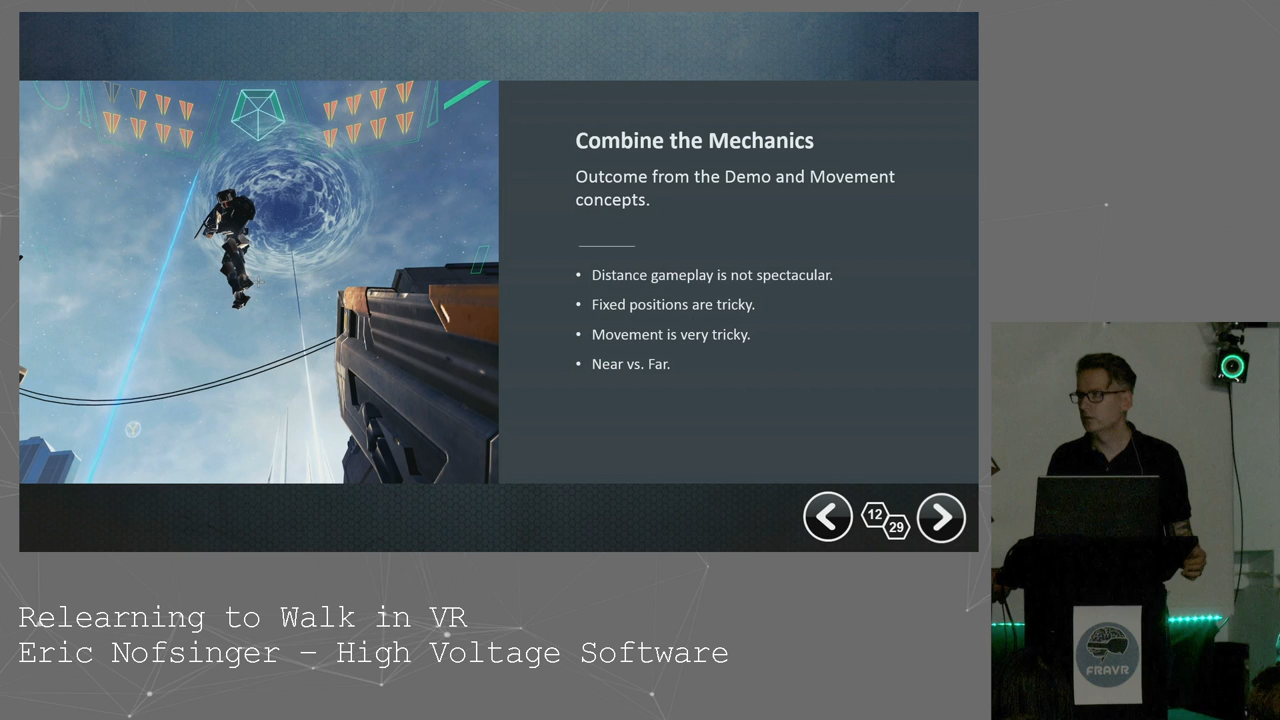 Combine the Mechanics
Outcome from the Demo and Movement
concepts.
• Distance gameplay is not spectacular.
• Fixed positions are tricky.
• Movement is very tricky.
• Near vs. Far.
12
29
Relearning to Walk in VR
Eric Nofsinger – High Voltage Software
FRAVR